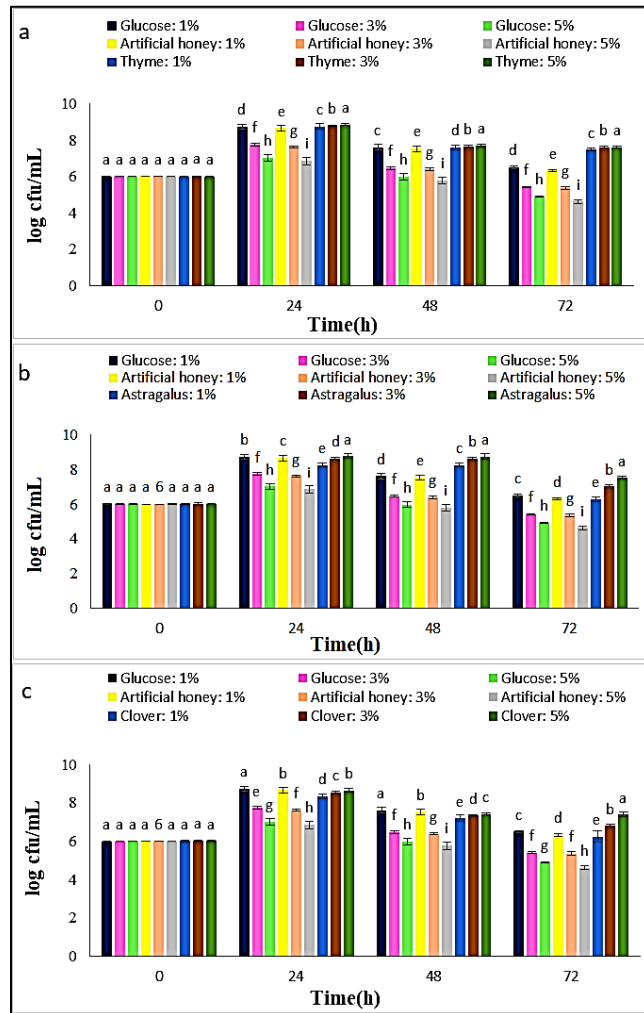 a
Glucose: 1% Glucose: 3% Glucose: 5%
Artificial honey: 1% Artificial honey: 3% Artificial honey: 5%
Thyme: 1% Thyme: 3% Thyme: 5%
10
8
6
4
2
0
log cfu/mL
a a a a a a a a a
d f h e g i c b a
c f h e g i d b a
d f h e g i c b a
0 24 48 72
Time(h)
b
Glucose: 1% Glucose: 3% Glucose: 5%
Artificial honey: 1% Artificial honey: 3% Artificial honey: 5%
Astragalus: 1% Astragalus: 3% Astragalus: 5%
10
8
6
4
2
0
log cfu/mL
a a a a 6 a a a a
b f h c g i e d a
d f h e g i c b a
c f h d g i e b a
0 24 48 72
Time(h)
c
Glucose: 1% Glucose: 3% Glucose: 5%
Artificial honey: 1% Artificial honey: 3% Artificial honey: 5%
Clover: 1% Clover: 3% Clover: 5%
10
8
6
4
2
0
log cfu/mL
a a a a 6 a a a a
a e g b f h d c b
a f h b g i e d c
c f g d f h e b a
0 24 48 72
Time(h)